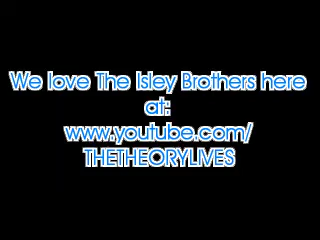 We love The Isley Brothers here
at:
www.youtube.com/
THETHEORYLIVES